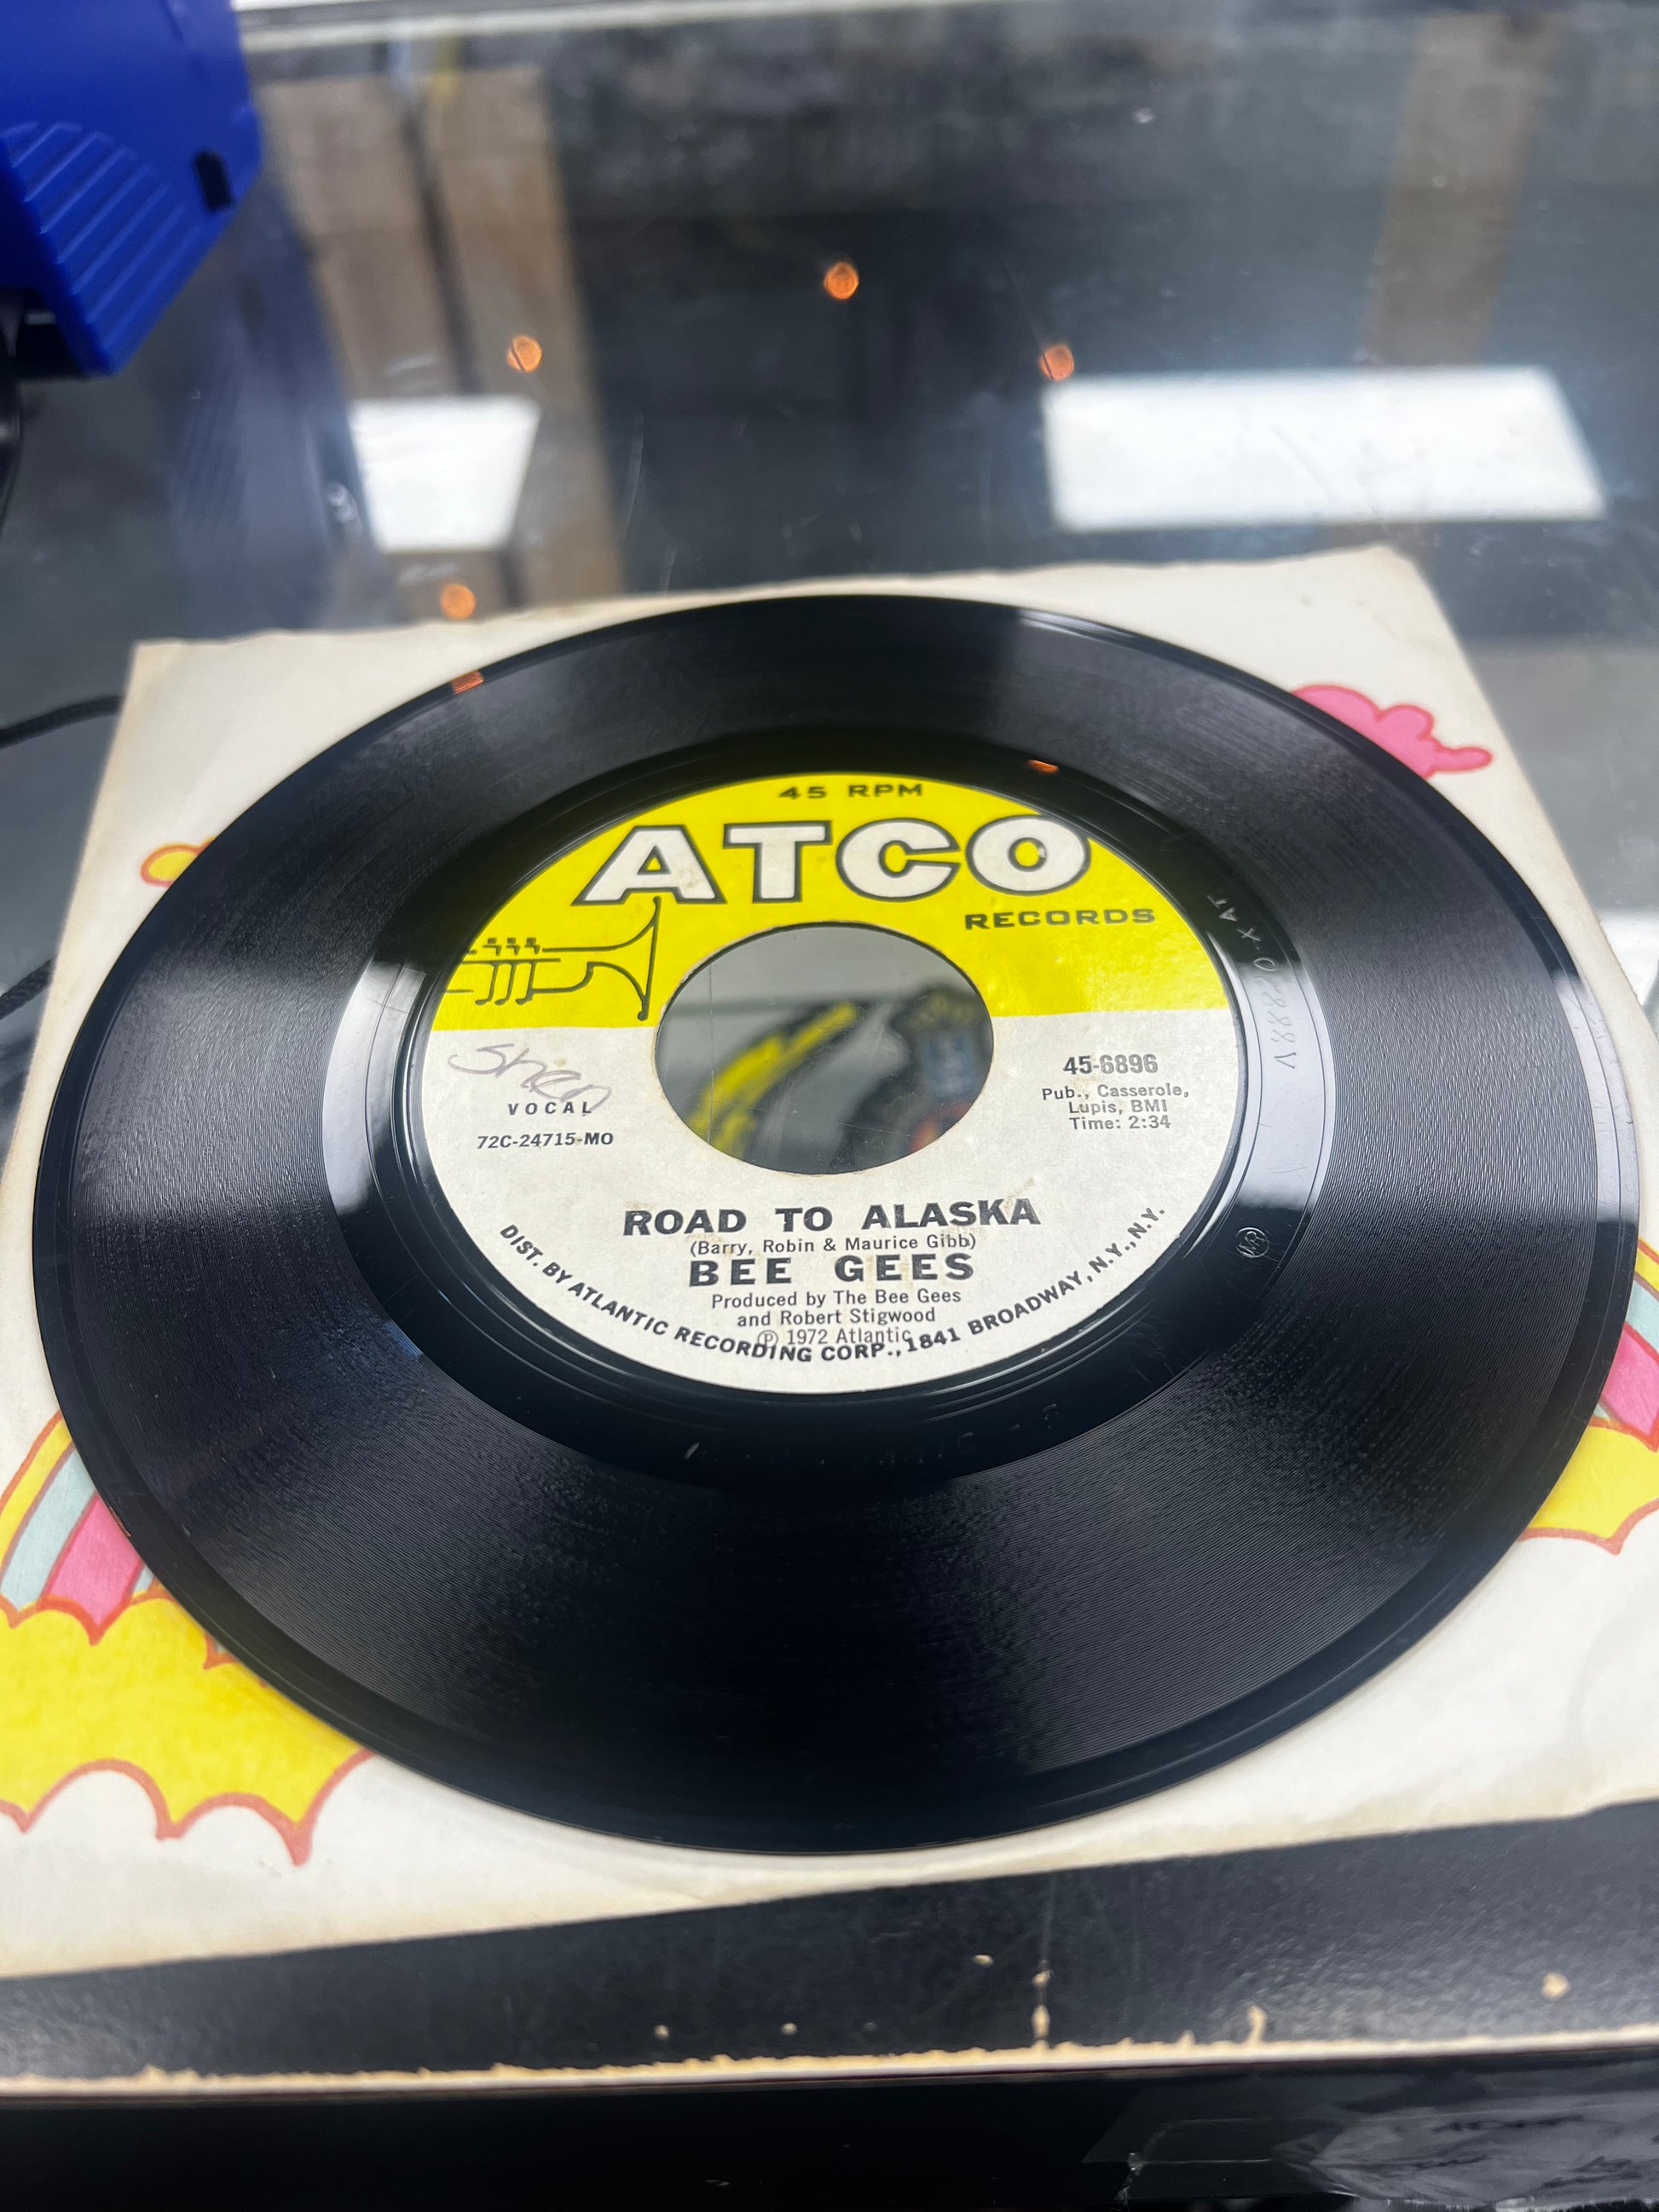 45 RPM
ATCO
RECORDS
VOCAL
72C-24715-MO
45-6896
Pub., Casserole,
Lupis, BMI
Time: 2:34
ROAD TO ALASKA
(Barry, Robin & Maurice Gibb)
BEE GEES
Produced by The Bee Gees
and Robert Stigwood
Ⓟ 1972 Atlantic
DIST. BY ATLANTIC RECORDING CORP., 1841 BROADWAY, N.Y., N.Y.